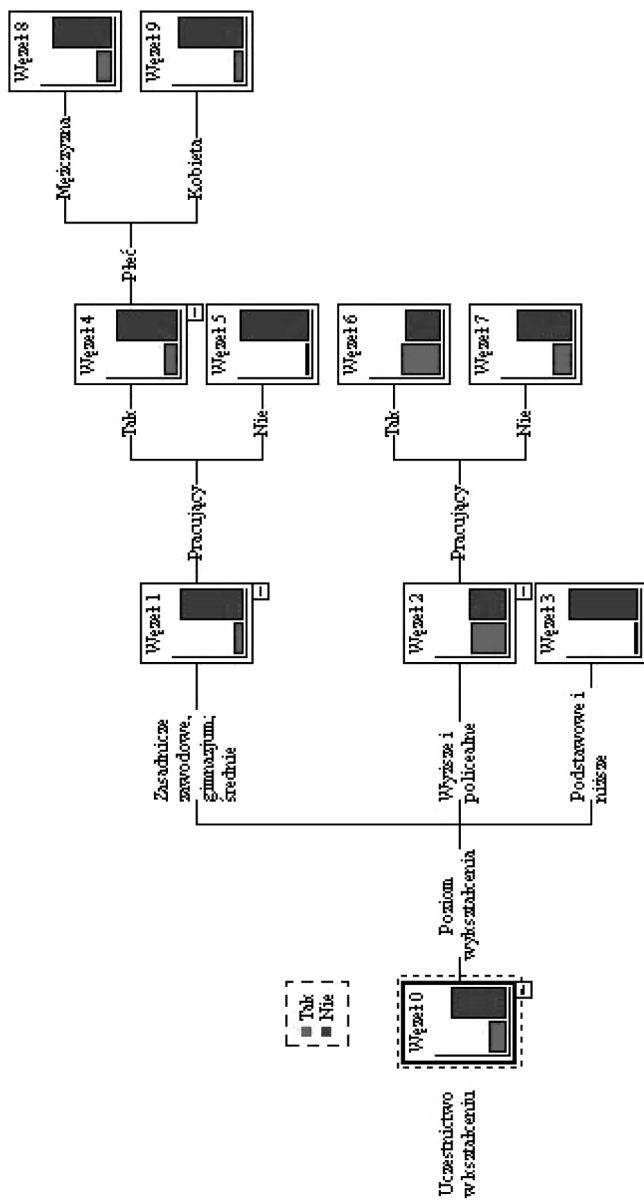 Uczestnictwo
w kształceniu
Węzeł 0
Tak
Nie
Poziom
wykształcenia
Zasadnicze
zawodowe,
gimnazjum;
średnie
Węzeł 1
Pracujący
Tak
Węzeł 4
Płeć
Mężczyzna
Węzeł 8
Kobieta
Węzeł 9
Nie
Węzeł 5
Wyższe i
policealne
Węzeł 2
Pracujący
Tak
Węzeł 6
Nie
Węzeł 7
Podstawowe i
niższe
Węzeł 3